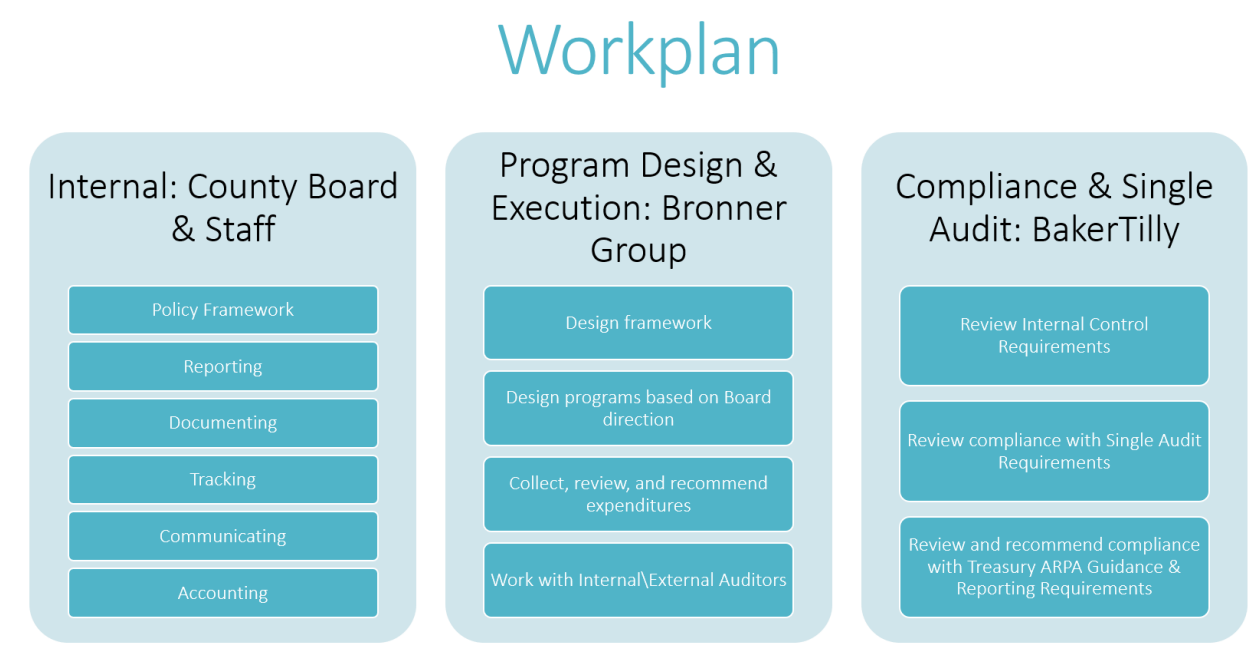 Workplan
Internal: County Board
& Staff
Policy Framework
Reporting
Documenting
Tracking
Communicating
Accounting
Program Design &
Execution: Bronner
Group
Design framework
Design programs based on Board
direction
Collect, review, and recommend
expenditures
Work with Internal\External Auditors
Compliance & Single
Audit: BakerTilly
Review Internal Control
Requirements
Review compliance with Single Audit
Requirements
Review and recommend compliance
with Treasury ARPA Guidance &
Reporting Requirements